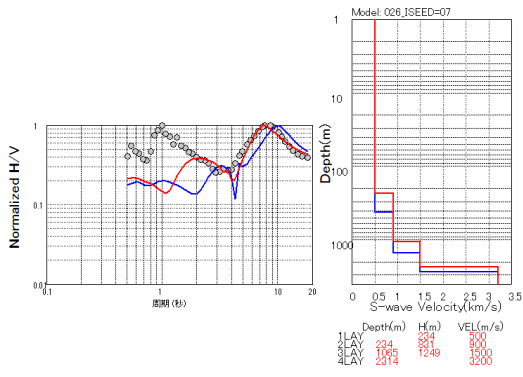 Model: 026_ISEED=07
Normalized H/V
1
0.1
0.01
0.1
1
10
20
周期(秒)
Depth(m)
1
10
100
1000
0
0.5
1
1.5
2
2.5
3
3.5
S-wave Velocity(km/s)
Depth(m) H(m) VEL(m/s)
1LAY 234 500
2LAY 234 831 900
3LAY 1065 1249 1500
4LAY 2314 3200